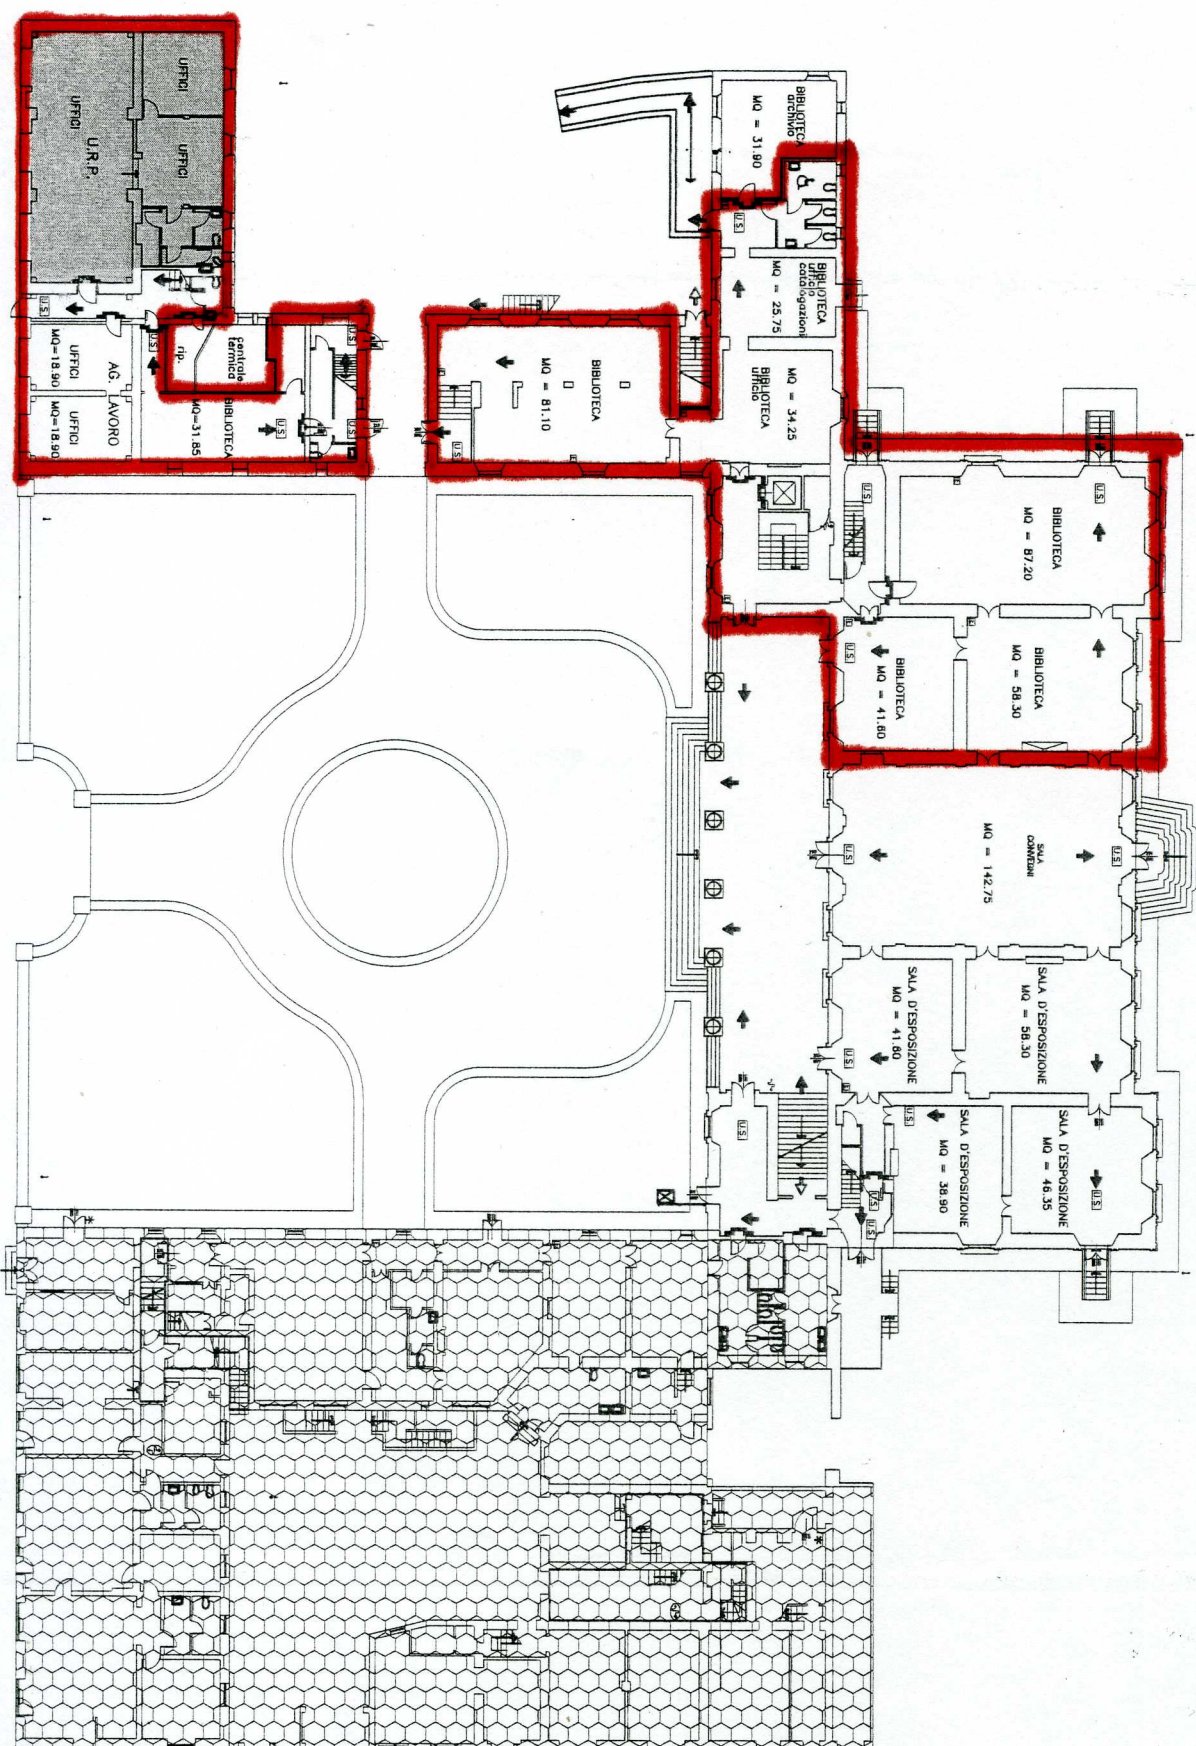 UFFICI
UFFICI
U.R.P.
UFFICI
U.S.
UFFICI
MQ=18.90
AG. LAVORO
UFFICI
MQ=18.90
U.S.
rip.
centrale
termica
BIBLIOTECA
MQ=31.85
U.S.
U.S.
U.S.
BIBLIOTECA
MQ = 81.10
U.S.
BIBLIOTECA
archivio
MQ = 31.90
U.S.
BIBLIOTECA
ufficio
catalogazioni
MQ = 25.75
BIBLIOTECA
ufficio
MQ = 34.25
U.S.
BIBLIOTECA
MQ = 87.20
U.S.
BIBLIOTECA
MQ = 41.60
U.S.
BIBLIOTECA
MQ = 58.30
SALA
CONVEGNI
MQ = 142.75
U.S.
U.S.
SALA D'ESPOSIZIONE
MQ = 41.60
U.S.
SALA D'ESPOSIZIONE
MQ = 58.30
SALA D'ESPOSIZIONE
MQ = 38.90
U.S.
SALA D'ESPOSIZIONE
MQ = 46.35
U.S.
U.S.
U.S.
U.S.